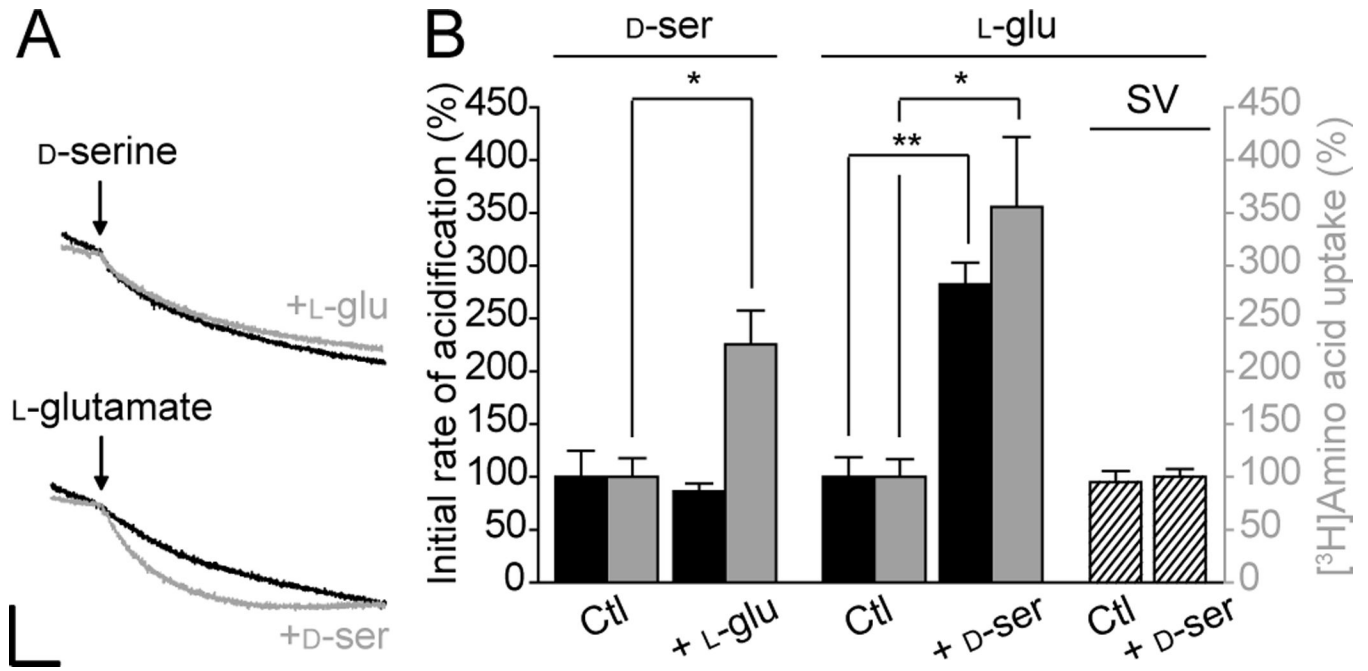 A
D-serine
+L-glu
L-glutamate
+D-ser
B
D-ser
L-glu
*
*
**
SV
Initial rate of acidification (%)
450
400
350
300
250
200
150
100
50
0
450
400
350
300
250
200
150
100
50
0
[³H]Amino acid uptake (%)
Ctl
+ L-glu
Ctl
+ D-ser
Ctl
+ D-ser